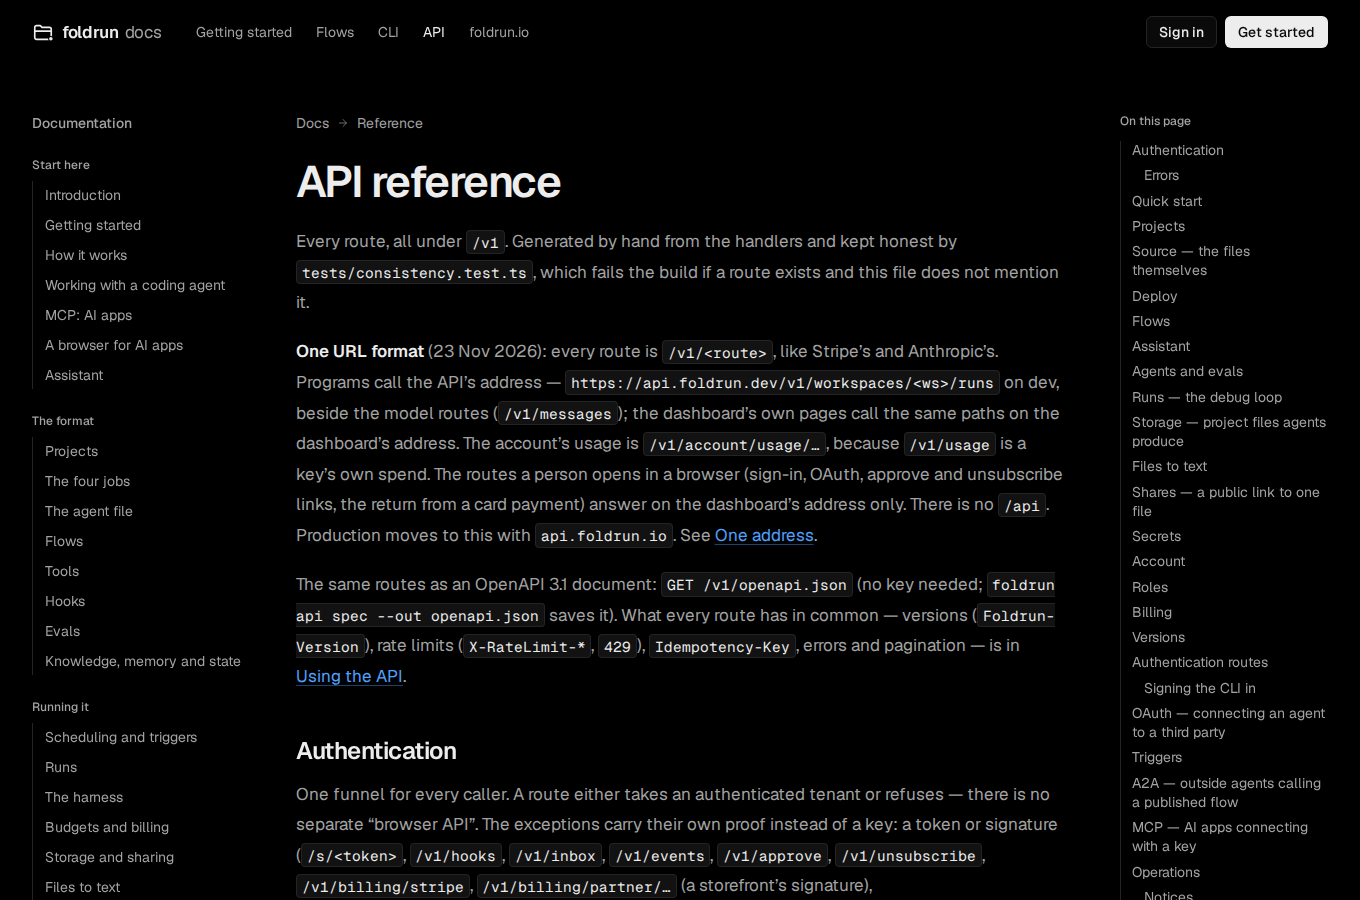 foldrun docs
Getting started
Flows
CLI
API
foldrun.io
Sign in
Get started
Documentation
Start here
Introduction
Getting started
How it works
Working with a coding agent
MCP: AI apps
A browser for AI apps
Assistant
The format
Projects
The four jobs
The agent file
Flows
Tools
Hooks
Evals
Knowledge, memory and state
Running it
Scheduling and triggers
Runs
The harness
Budgets and billing
Storage and sharing
Files to text
Docs → Reference
API reference
Every route, all under /v1. Generated by hand from the handlers and kept honest by
tests/consistency.test.ts, which fails the build if a route exists and this file does not mention
it.
One URL format (23 Nov 2026): every route is /v1/<route>, like Stripe’s and Anthropic’s.
Programs call the API’s address — https://api.foldrun.dev/v1/workspaces/<ws>/runs on dev,
beside the model routes (/v1/messages); the dashboard’s own pages call the same paths on the
dashboard’s address. The account’s usage is /v1/account/usage/…, because /v1/usage is a
key’s own spend. The routes a person opens in a browser (sign-in, OAuth, approve and unsubscribe
links, the return from a card payment) answer on the dashboard’s address only. There is no /api.
Production moves to this with api.foldrun.io. See One address.
The same routes as an OpenAPI 3.1 document: GET /v1/openapi.json (no key needed; foldrun
api spec --out openapi.json saves it). What every route has in common — versions (Foldrun-
Version), rate limits (X-RateLimit-*, 429), Idempotency-Key, errors and pagination — is in
Using the API.
Authentication
One funnel for every caller. A route either takes an authenticated tenant or refuses — there is no
separate “browser API”. The exceptions carry their own proof instead of a key: a token or signature
(/s/<token>, /v1/hooks, /v1/inbox, /v1/events, /v1/approve, /v1/unsubscribe,
/v1/billing/stripe, /v1/billing/partner/… (a storefront’s signature),
On this page
Authentication
Errors
Quick start
Projects
Source — the files
themselves
Deploy
Flows
Assistant
Agents and evals
Runs — the debug loop
Storage — project files agents
produce
Files to text
Shares — a public link to one
file
Secrets
Account
Roles
Billing
Versions
Authentication routes
Signing the CLI in
OAuth — connecting an agent
to a third party
Triggers
A2A — outside agents calling
a published flow
MCP — AI apps connecting
with a key
Operations
Notices